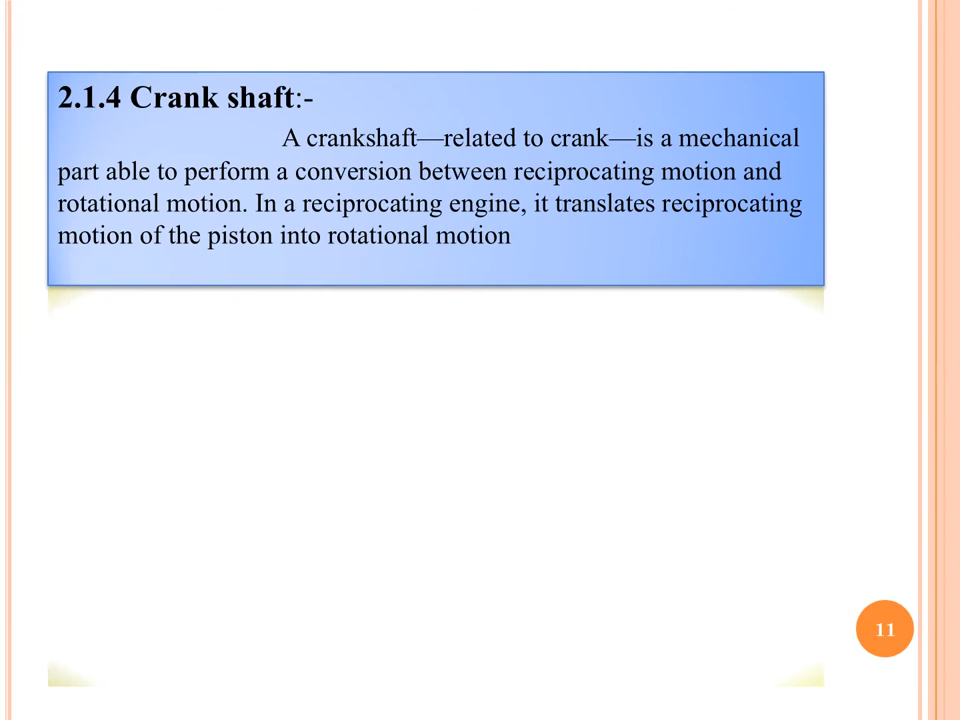 2.1.4 Crank shaft:-
A crankshaft—related to crank—is a mechanical
part able to perform a conversion between reciprocating motion and
rotational motion. In a reciprocating engine, it translates reciprocating
motion of the piston into rotational motion
11